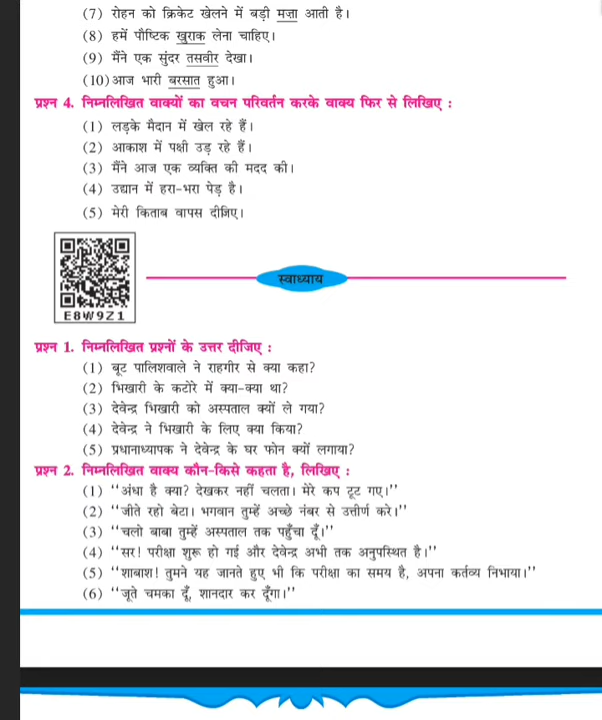 (7) रोहन को क्रिकेट खेलने में बड़ी मज़ा आती है।
(8) हमें पौष्टिक खुराक लेना चाहिए।
(9) मैंने एक सुंदर तसवीर देखा।
(10) आज भारी बरसात हुआ।
प्रश्न 4. निम्नलिखित वाक्यों का वचन परिवर्तन करके वाक्य फिर से लिखिए :
(1) लड़के मैदान में खेल रहे हैं।
(2) आकाश में पक्षी उड़ रहे हैं।
(3) मैंने आज एक व्यक्ति की मदद की।
(4) उद्यान में हरा-भरा पेड़ है।
(5) मेरी किताब वापस दीजिए।
E8W9Z1
स्वाध्याय
प्रश्न 1. निम्नलिखित प्रश्नों के उत्तर दीजिए :
(1) बूट पालिशवाले ने राहगीर से क्या कहा?
(2) भिखारी के कटोरे में क्या-क्या था?
(3) देवेन्द्र भिखारी को अस्पताल क्यों ले गया?
(4) देवेन्द्र ने भिखारी के लिए क्या किया?
(5) प्रधानाध्यापक ने देवेन्द्र के घर फोन क्यों लगाया?
प्रश्न 2. निम्नलिखित वाक्य कौन-किसे कहता है, लिखिए :
(1) ''अंधा है क्या? देखकर नहीं चलता। मेरे कप टूट गए।''
(2) ''जीते रहो बेटा। भगवान तुम्हें अच्छे नंबर से उत्तीर्ण करे।''
(3) ''चलो बाबा तुम्हें अस्पताल तक पहुँचा दूँ।''
(4) ''सर! परीक्षा शुरू हो गई और देवेन्द्र अभी तक अनुपस्थित है।''
(5) ''शाबाश! तुमने यह जानते हुए भी कि परीक्षा का समय है, अपना कर्तव्य निभाया।''
(6) ''जूते चमका दूँ, शानदार कर दूँगा।''